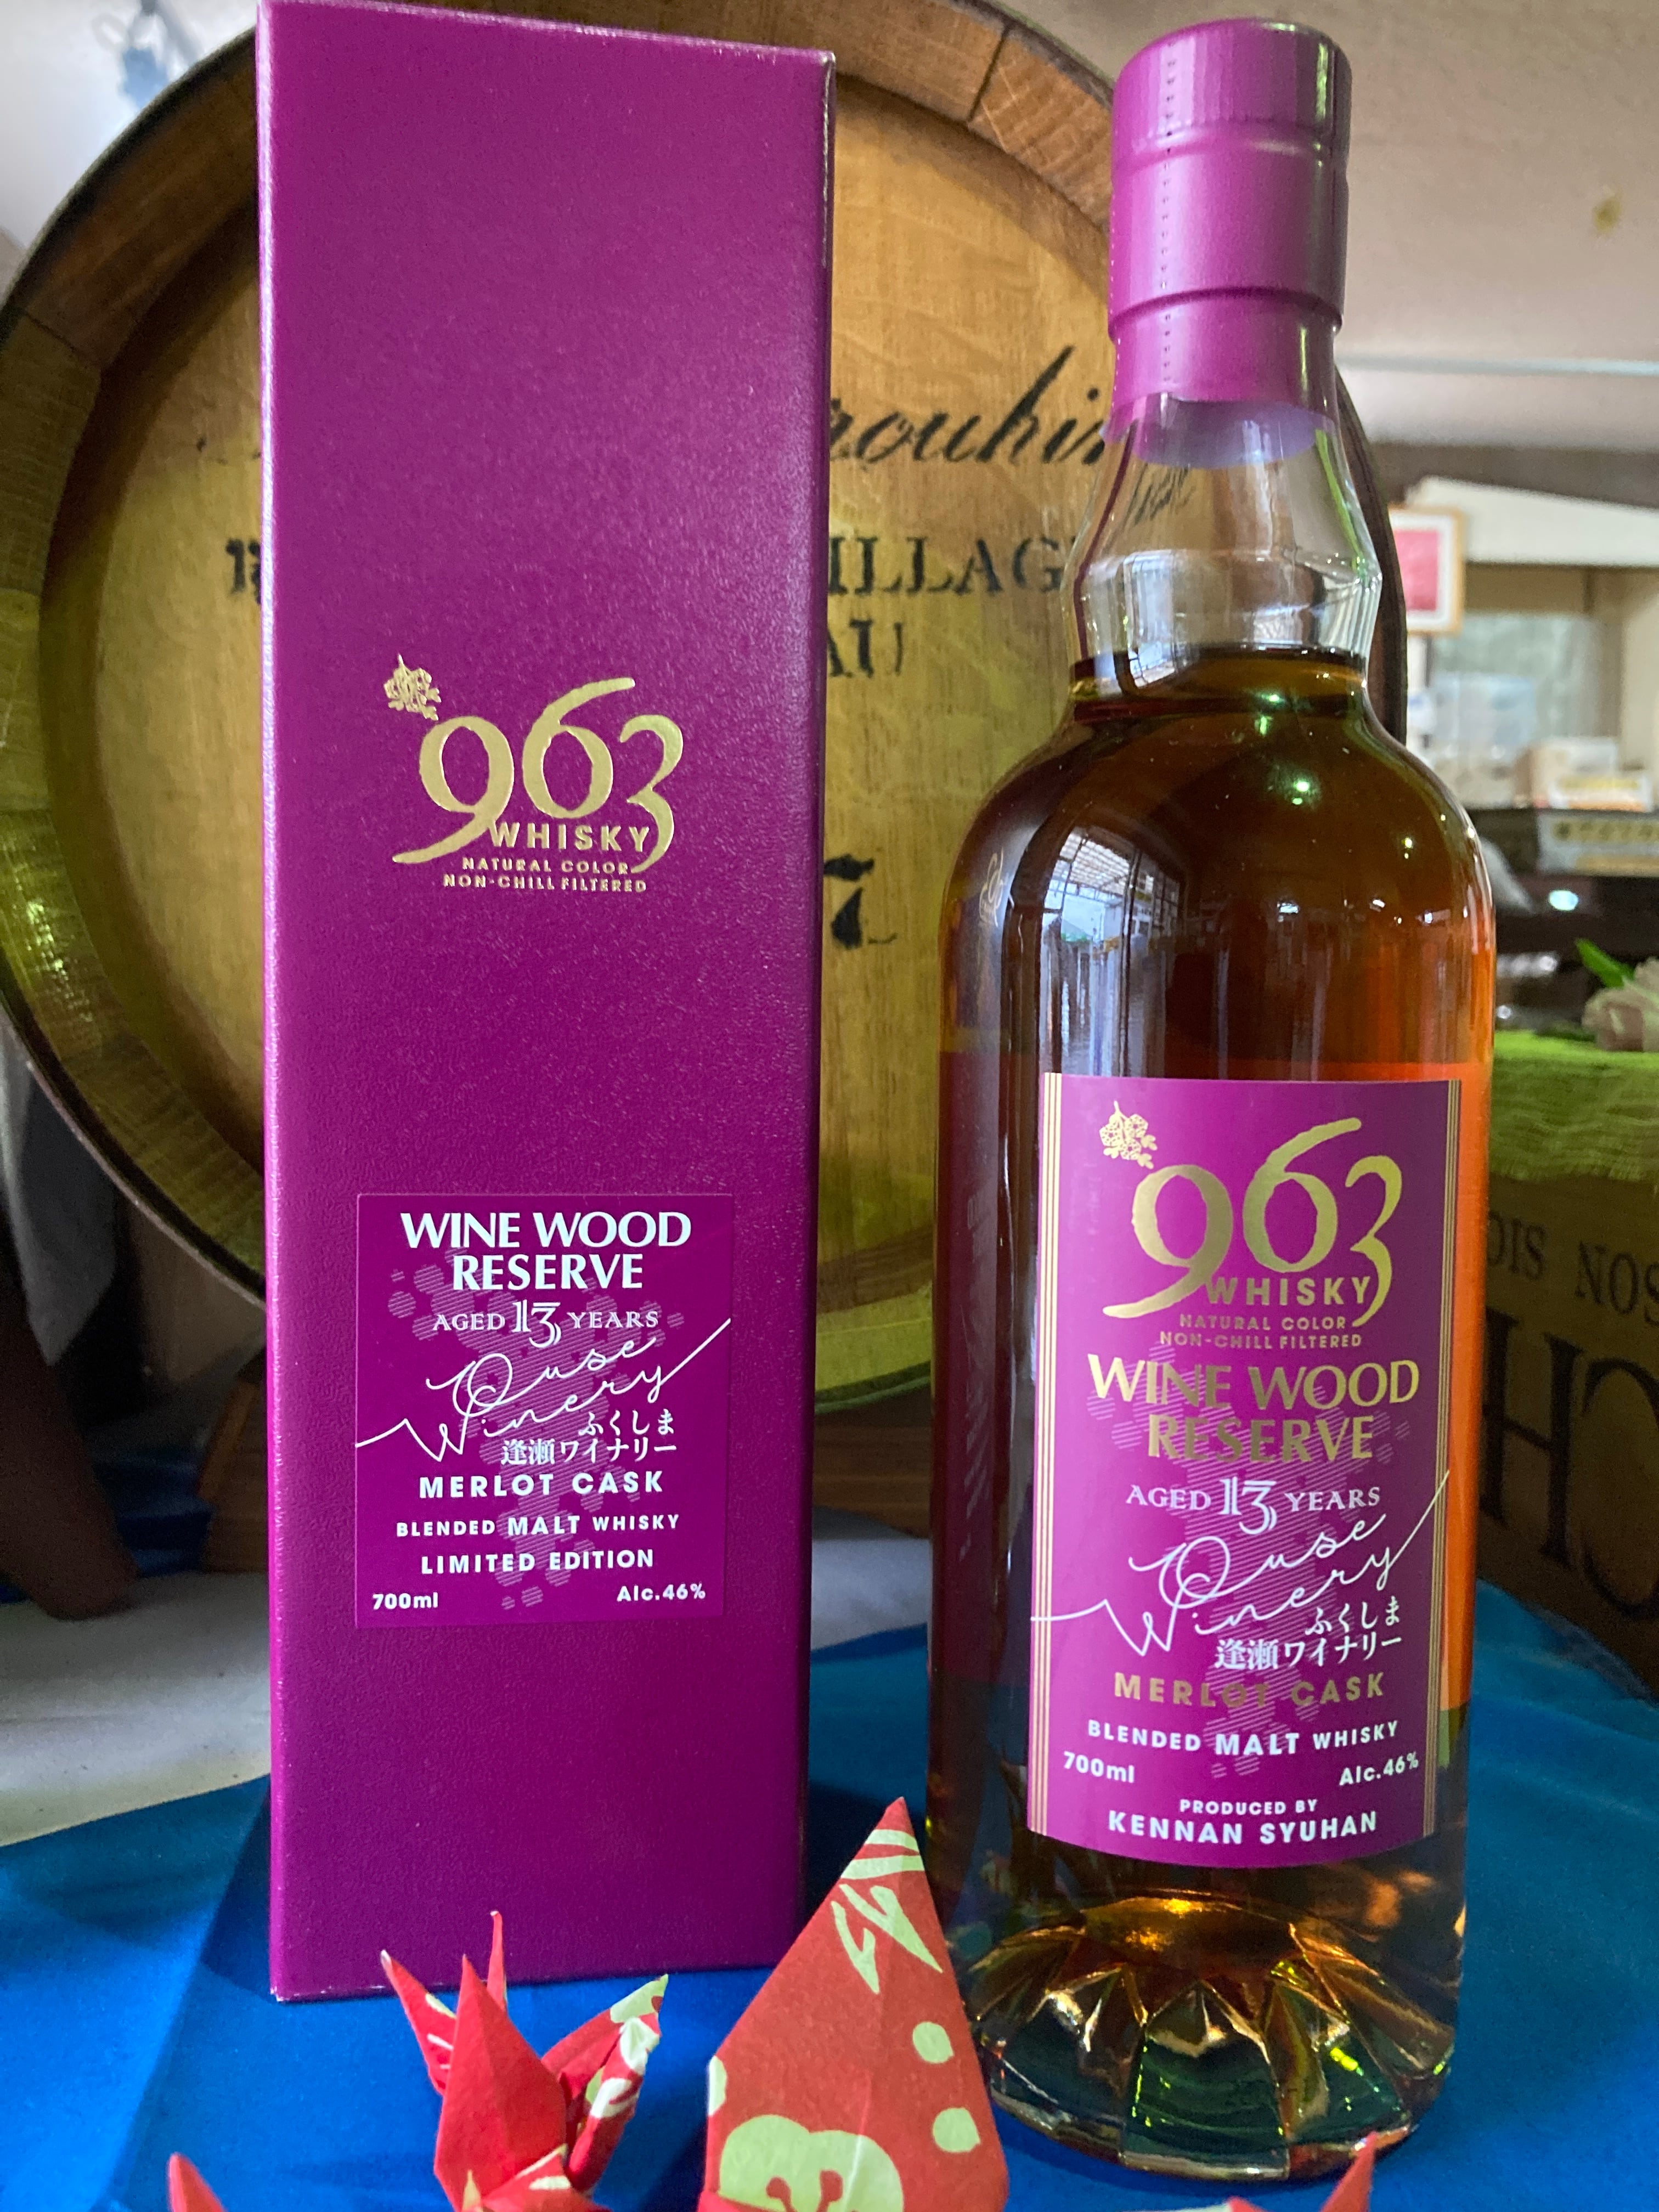 963
WHISKY
NATURAL COLOR
NON-CHILL FILTERED
WINE WOOD
RESERVE
AGED 13 YEARS
Ouse
Winery
ふくしま
逢瀬ワイナリー
MERLOT CASK
BLENDED MALT WHISKY
LIMITED EDITION
700ml Alc.46%
963
WHISKY
NATURAL COLOR
NON-CHILL FILTERED
WINE WOOD
RESERVE
AGED 13 YEARS
Ouse
Winery
ふくしま
逢瀬ワイナリー
MERLOT CASK
BLENDED MALT WHISKY
700ml Alc.46%
PRODUCED BY
KENNAN SYUHAN